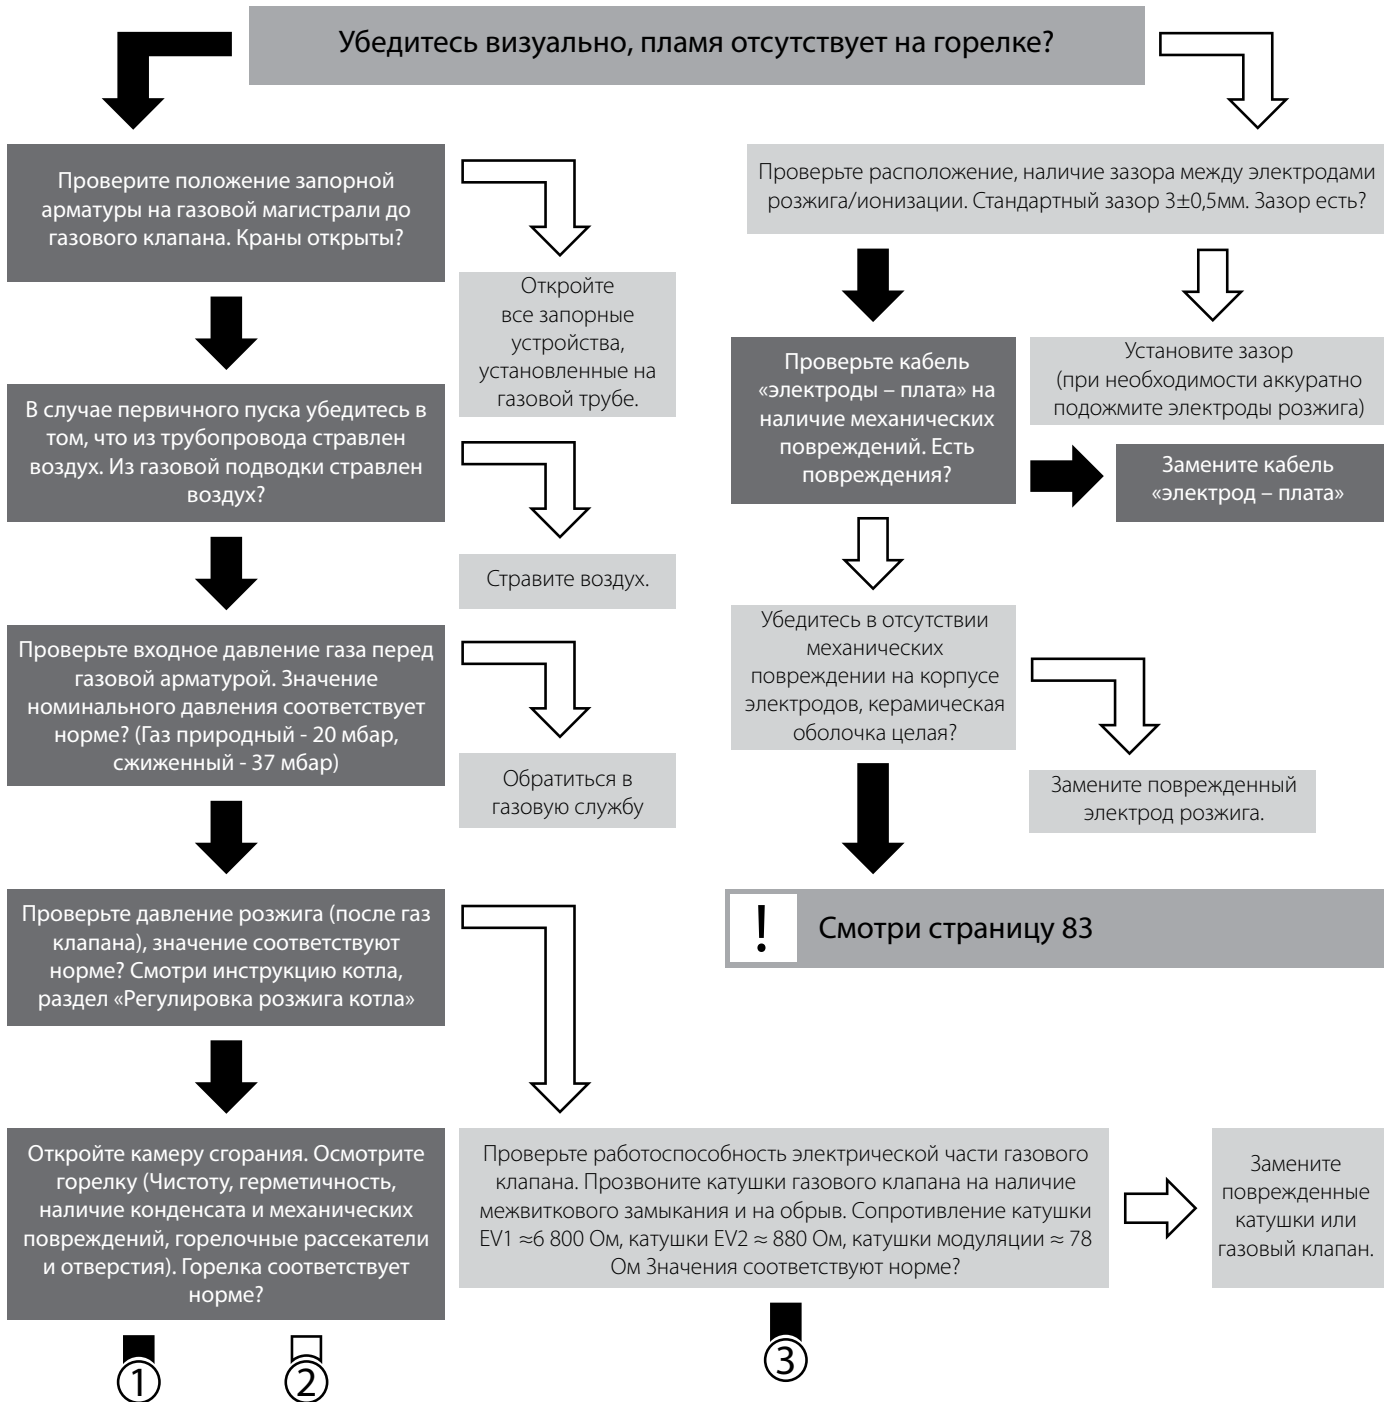 Убедитесь визуально, пламя отсутствует на горелке?
Проверите положение запорной
арматуры на газовой магистрали до
газового клапана. Краны открыты?
Откройте
все запорные
устройства,
установленные на
газовой трубе.
В случае первичного пуска убедитесь в
том, что из трубопровода стравлен
воздух. Из газовой подводки стравлен
воздух?
Стравите воздух.
Проверьте входное давление газа перед
газовой арматурой. Значение
номинального давления соответствует
норме? (Газ природный - 20 мбар,
сжиженный - 37 мбар)
Обратиться в
газовую службу
Проверьте давление розжига (после газ
клапана), значение соответствуют
норме? Смотри инструкцию котла,
раздел «Регулировка розжига котла»
Проверьте расположение, наличие зазора между электродами
розжига/ионизации. Стандартный зазор 3±0,5мм. Зазор есть?
Проверьте кабель
«электроды – плата» на
наличие механических
повреждений. Есть
повреждения?
Установите зазор
(при необходимости аккуратно
подожмите электроды розжига)
Замените кабель
«электрод – плата»
Убедитесь в отсутствии
механических
повреждении на корпусе
электродов, керамическая
оболочка целая?
Замените поврежденный
электрод розжига.
!
Смотри страницу 83
Откройте камеру сгорания. Осмотрите
горелку (Чистоту, герметичность,
наличие конденсата и механических
повреждений, горелочные рассекатели
и отверстия). Горелка соответствует
норме?
Проверьте работоспособность электрической части газового
клапана. Прозвоните катушки газового клапана на наличие
межвиткового замыкания и на обрыв. Сопротивление катушки
EV1 ≈6 800 Ом, катушки EV2 ≈ 880 Ом, катушки модуляции ≈ 78
Ом Значения соответствуют норме?
Замените
поврежденные
катушки или
газовый клапан.
1
2
3